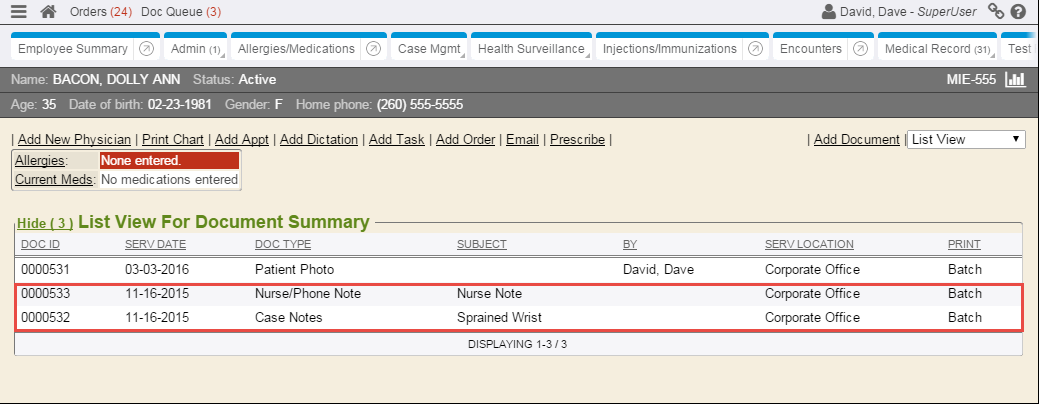 Orders (24) Doc Queue (3) David, Dave - SuperUser ?
Employee Summary Admin (1) Allergies/Medications Case Mgmt Health Surveillance Injections/Immunizations Encounters Medical Record (31) Test
Name: BACON, DOLLY ANN Status: Active MIE-555
Age: 35 Date of birth: 02-23-1981 Gender: F Home phone: (260) 555-5555
| Add New Physician | Print Chart | Add Appt | Add Dictation | Add Task | Add Order | Email | Prescribe | | Add Document | List View
Allergies: None entered.
Current Meds: No medications entered
Hide ( 3 ) List View For Document Summary
DOC ID SERV DATE DOC TYPE SUBJECT BY SERV LOCATION PRINT
0000531 03-03-2016 Patient Photo David, Dave Corporate Office Batch
0000533 11-16-2015 Nurse/Phone Note Nurse Note Corporate Office Batch
0000532 11-16-2015 Case Notes Sprained Wrist Corporate Office Batch
DISPLAYING 1-3 / 3